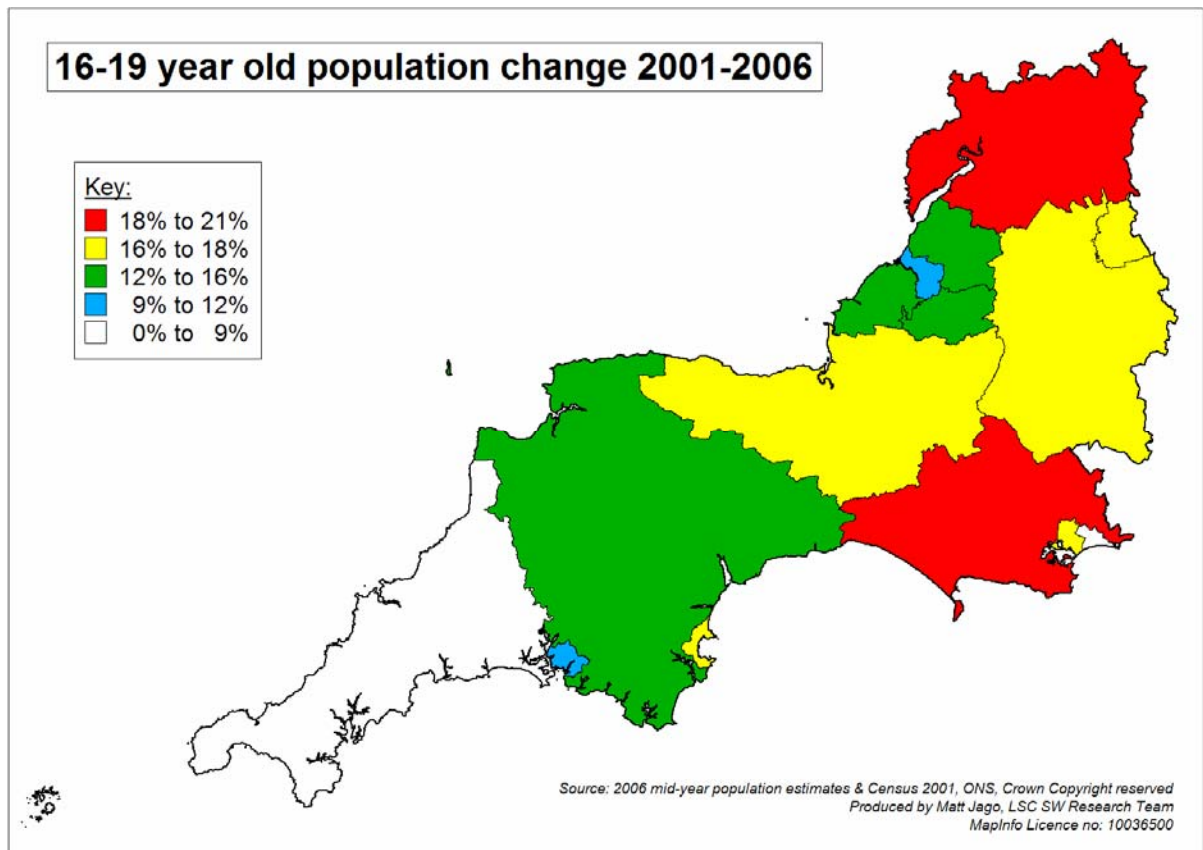 16-19 year old population change 2001-2006
Key:
18% to 21%
16% to 18%
12% to 16%
9% to 12%
0% to 9%
Source: 2006 mid-year population estimates & Census 2001, ONS, Crown Copyright reserved
Produced by Matt Jago, LSC SW Research Team
MapInfo Licence no: 10036500